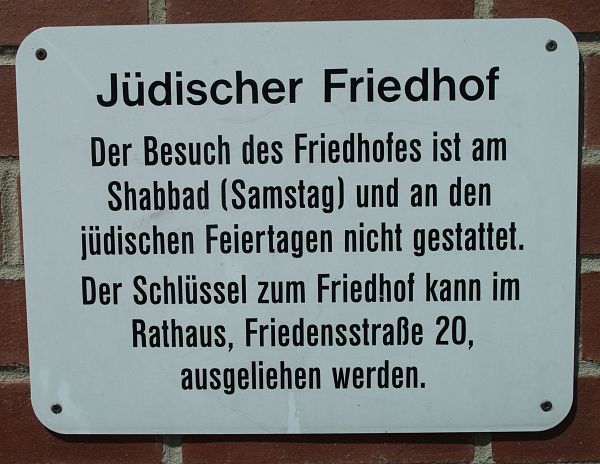 Jüdischer Friedhof
Der Besuch des Friedhofes ist am
Shabbad (Samstag) und an den
jüdischen Feiertagen nicht gestattet.
Der Schlüssel zum Friedhof kann im
Rathaus, Friedensstraße 20,
ausgeliehen werden.